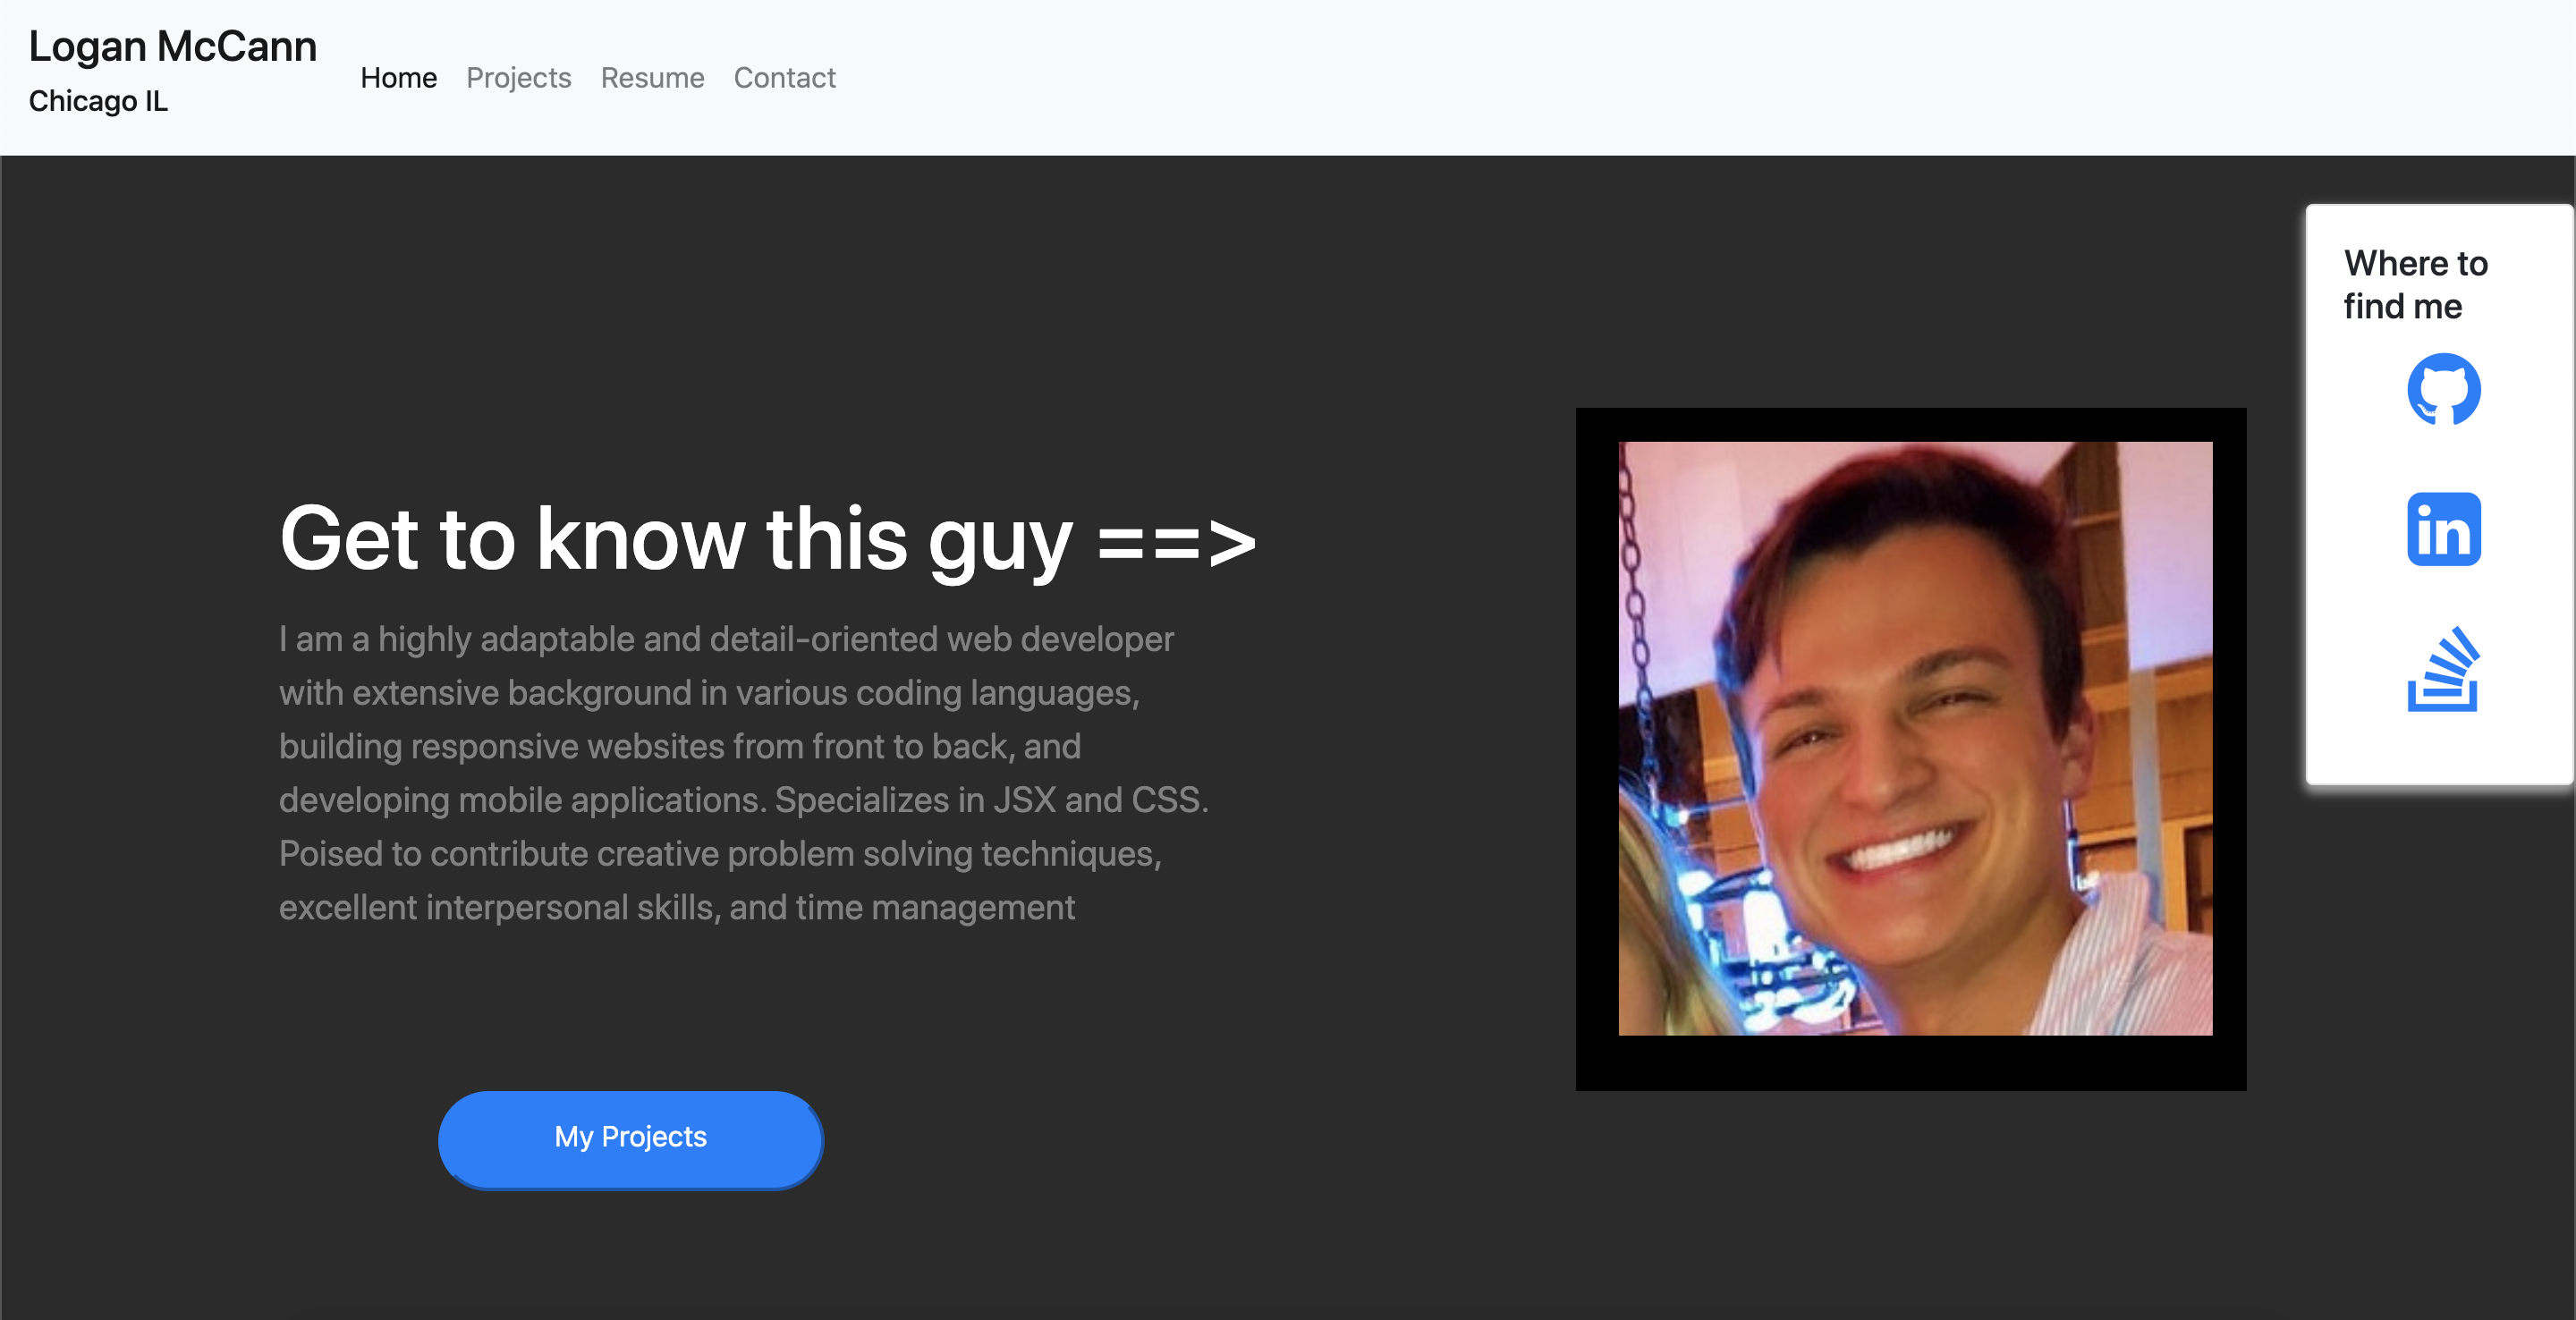 Logan McCann
Chicago IL
Home Projects Resume Contact
Where to
find me
in
Get to know this guy ==>
I am a highly adaptable and detail-oriented web developer
with extensive background in various coding languages,
building responsive websites from front to back, and
developing mobile applications. Specializes in JSX and CSS.
Poised to contribute creative problem solving techniques,
excellent interpersonal skills, and time management
My Projects